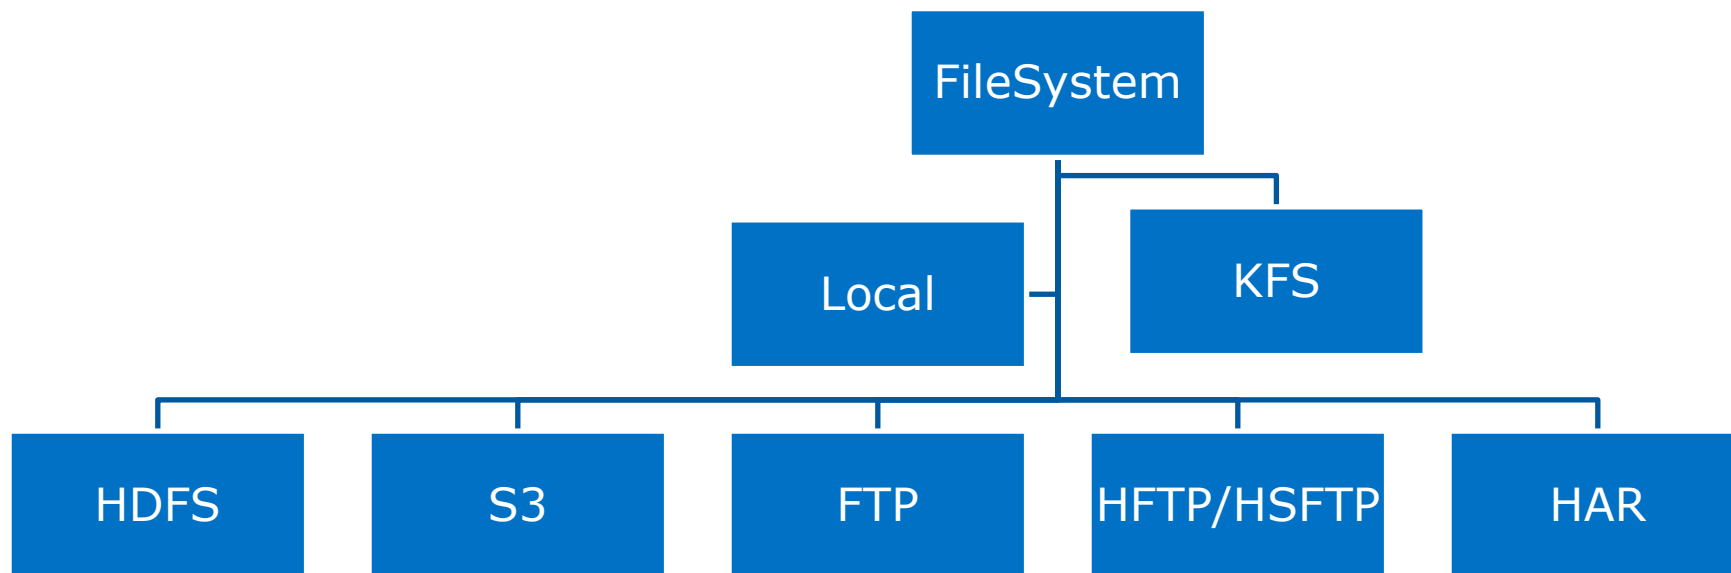 FileSystem
Local
KFS
HDFS
S3
FTP
HFTP/HSFTP
HAR